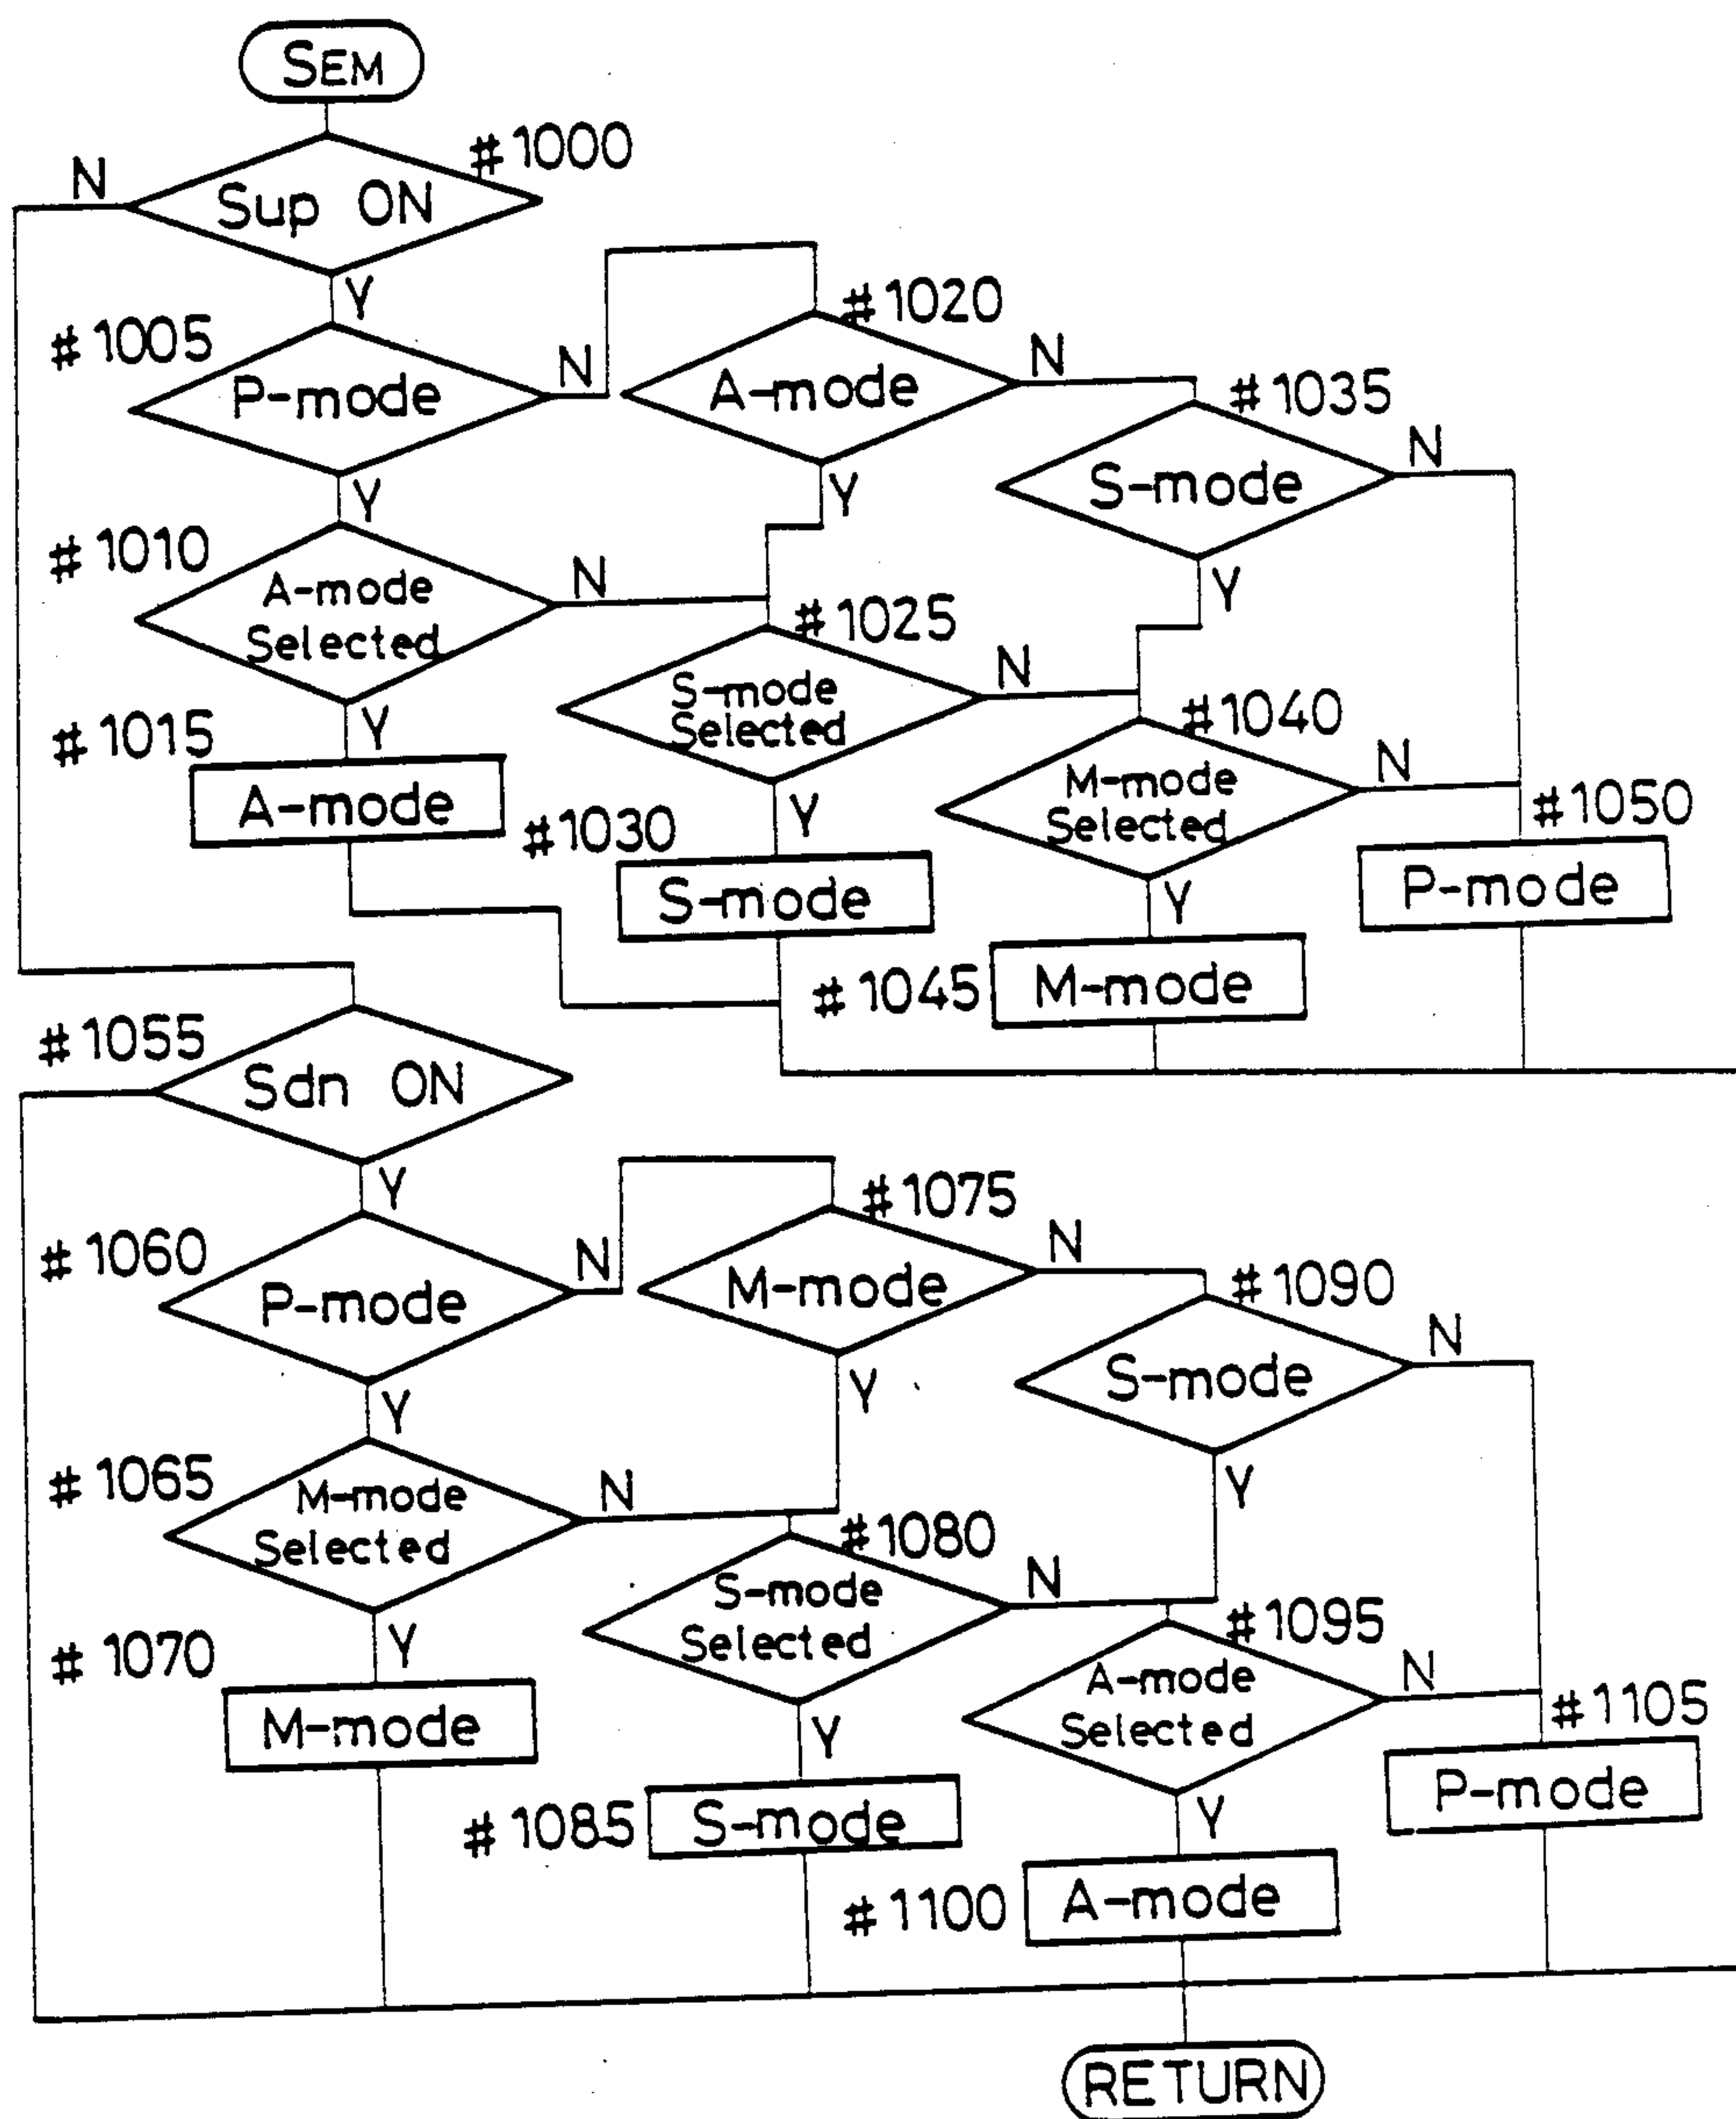 SEM
#1000
N
Sup ON
Y
#1005
P-mode
N
#1020
A-mode
N
#1035
S-mode
N
Y
Y
Y
#1010
A-mode
Selected
N
#1025
S-mode
Selected
N
#1040
M-mode
Selected
N
Y
#1015
A-mode
Y
#1030
S-mode
Y
#1045
M-mode
#1050
P-mode
#1055
Sdn ON
Y
#1060
P-mode
N
#1075
M-mode
N
#1090
S-mode
N
Y
Y
Y
#1065
M-mode
Selected
N
#1080
S-mode
Selected
N
#1095
A-mode
Selected
N
Y
#1070
M-mode
Y
#1085
S-mode
Y
#1100
A-mode
#1105
P-mode
RETURN